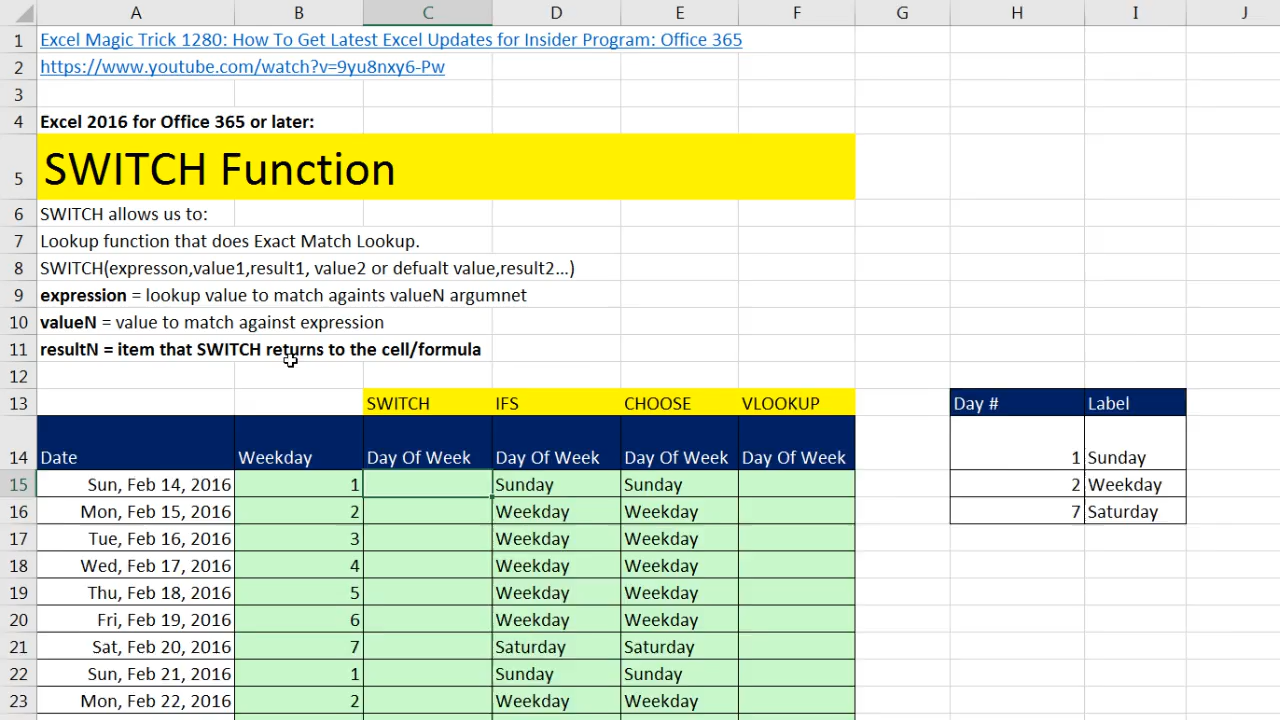 A B C D E F G H I J
1 Excel Magic Trick 1280: How To Get Latest Excel Updates for Insider Program: Office 365
2 https://www.youtube.com/watch?v=9yu8nxy6-Pw
3
4 Excel 2016 for Office 365 or later:
5 SWITCH Function
6 SWITCH allows us to:
7 Lookup function that does Exact Match Lookup.
8 SWITCH(expresson,value1,result1, value2 or defualt value,result2...)
9 expression = lookup value to match againts valueN argumnet
10 valueN = value to match against expression
11 resultN = item that SWITCH returns to the cell/formula
12
13 SWITCH IFS CHOOSE VLOOKUP Day # Label
14 Date Weekday Day Of Week Day Of Week Day Of Week Day Of Week 1 Sunday
15 Sun, Feb 14, 2016 1 Sunday Sunday 2 Weekday
16 Mon, Feb 15, 2016 2 Weekday Weekday 7 Saturday
17 Tue, Feb 16, 2016 3 Weekday Weekday
18 Wed, Feb 17, 2016 4 Weekday Weekday
19 Thu, Feb 18, 2016 5 Weekday Weekday
20 Fri, Feb 19, 2016 6 Weekday Weekday
21 Sat, Feb 20, 2016 7 Saturday Saturday
22 Sun, Feb 21, 2016 1 Sunday Sunday
23 Mon, Feb 22, 2016 2 Weekday Weekday